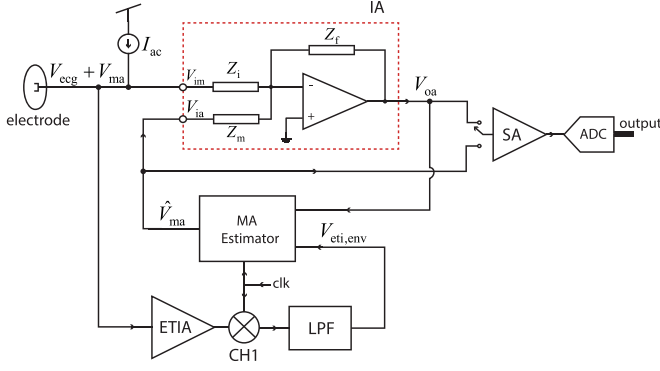 IA
I_ac
Z_f
V_ecg + V_ma
V_im
Z_i
-
V_oa
electrode
V_ia
+
Z_m
SA
ADC
output
V̂_ma
MA
Estimator
V_eti,env
clk
ETIA
LPF
CH1